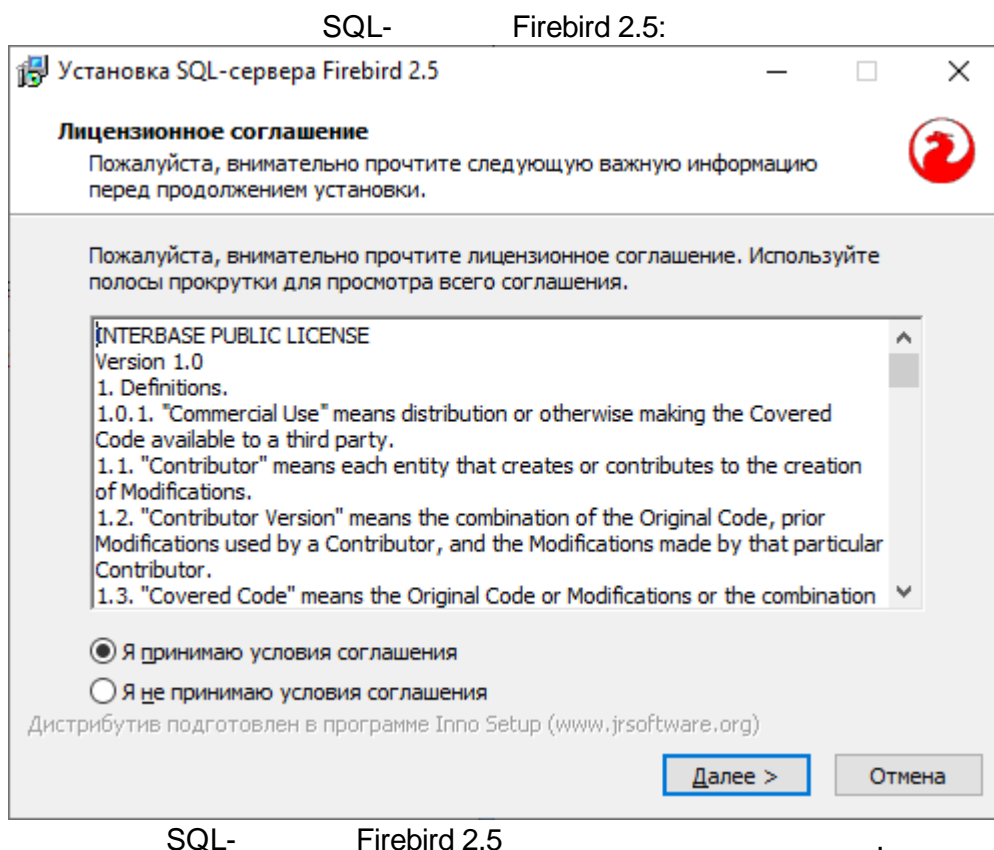 SQL- Firebird 2.5:
Установка SQL-сервера Firebird 2.5
Лицензионное соглашение
Пожалуйста, внимательно прочтите следующую важную информацию
перед продолжением установки.
Пожалуйста, внимательно прочтите лицензионное соглашение. Используйте
полосы прокрутки для просмотра всего соглашения.
INTERBASE PUBLIC LICENSE
Version 1.0
1. Definitions.
1.0.1. "Commercial Use" means distribution or otherwise making the Covered
Code available to a third party.
1.1. "Contributor" means each entity that creates or contributes to the creation
of Modifications.
1.2. "Contributor Version" means the combination of the Original Code, prior
Modifications used by a Contributor, and the Modifications made by that particular
Contributor.
1.3. "Covered Code" means the Original Code or Modifications or the combination
Я принимаю условия соглашения
Я не принимаю условия соглашения
Дистрибутив подготовлен в программе Inno Setup (www.jrsoftware.org)
Далее > Отмена
SQL- Firebird 2.5 .